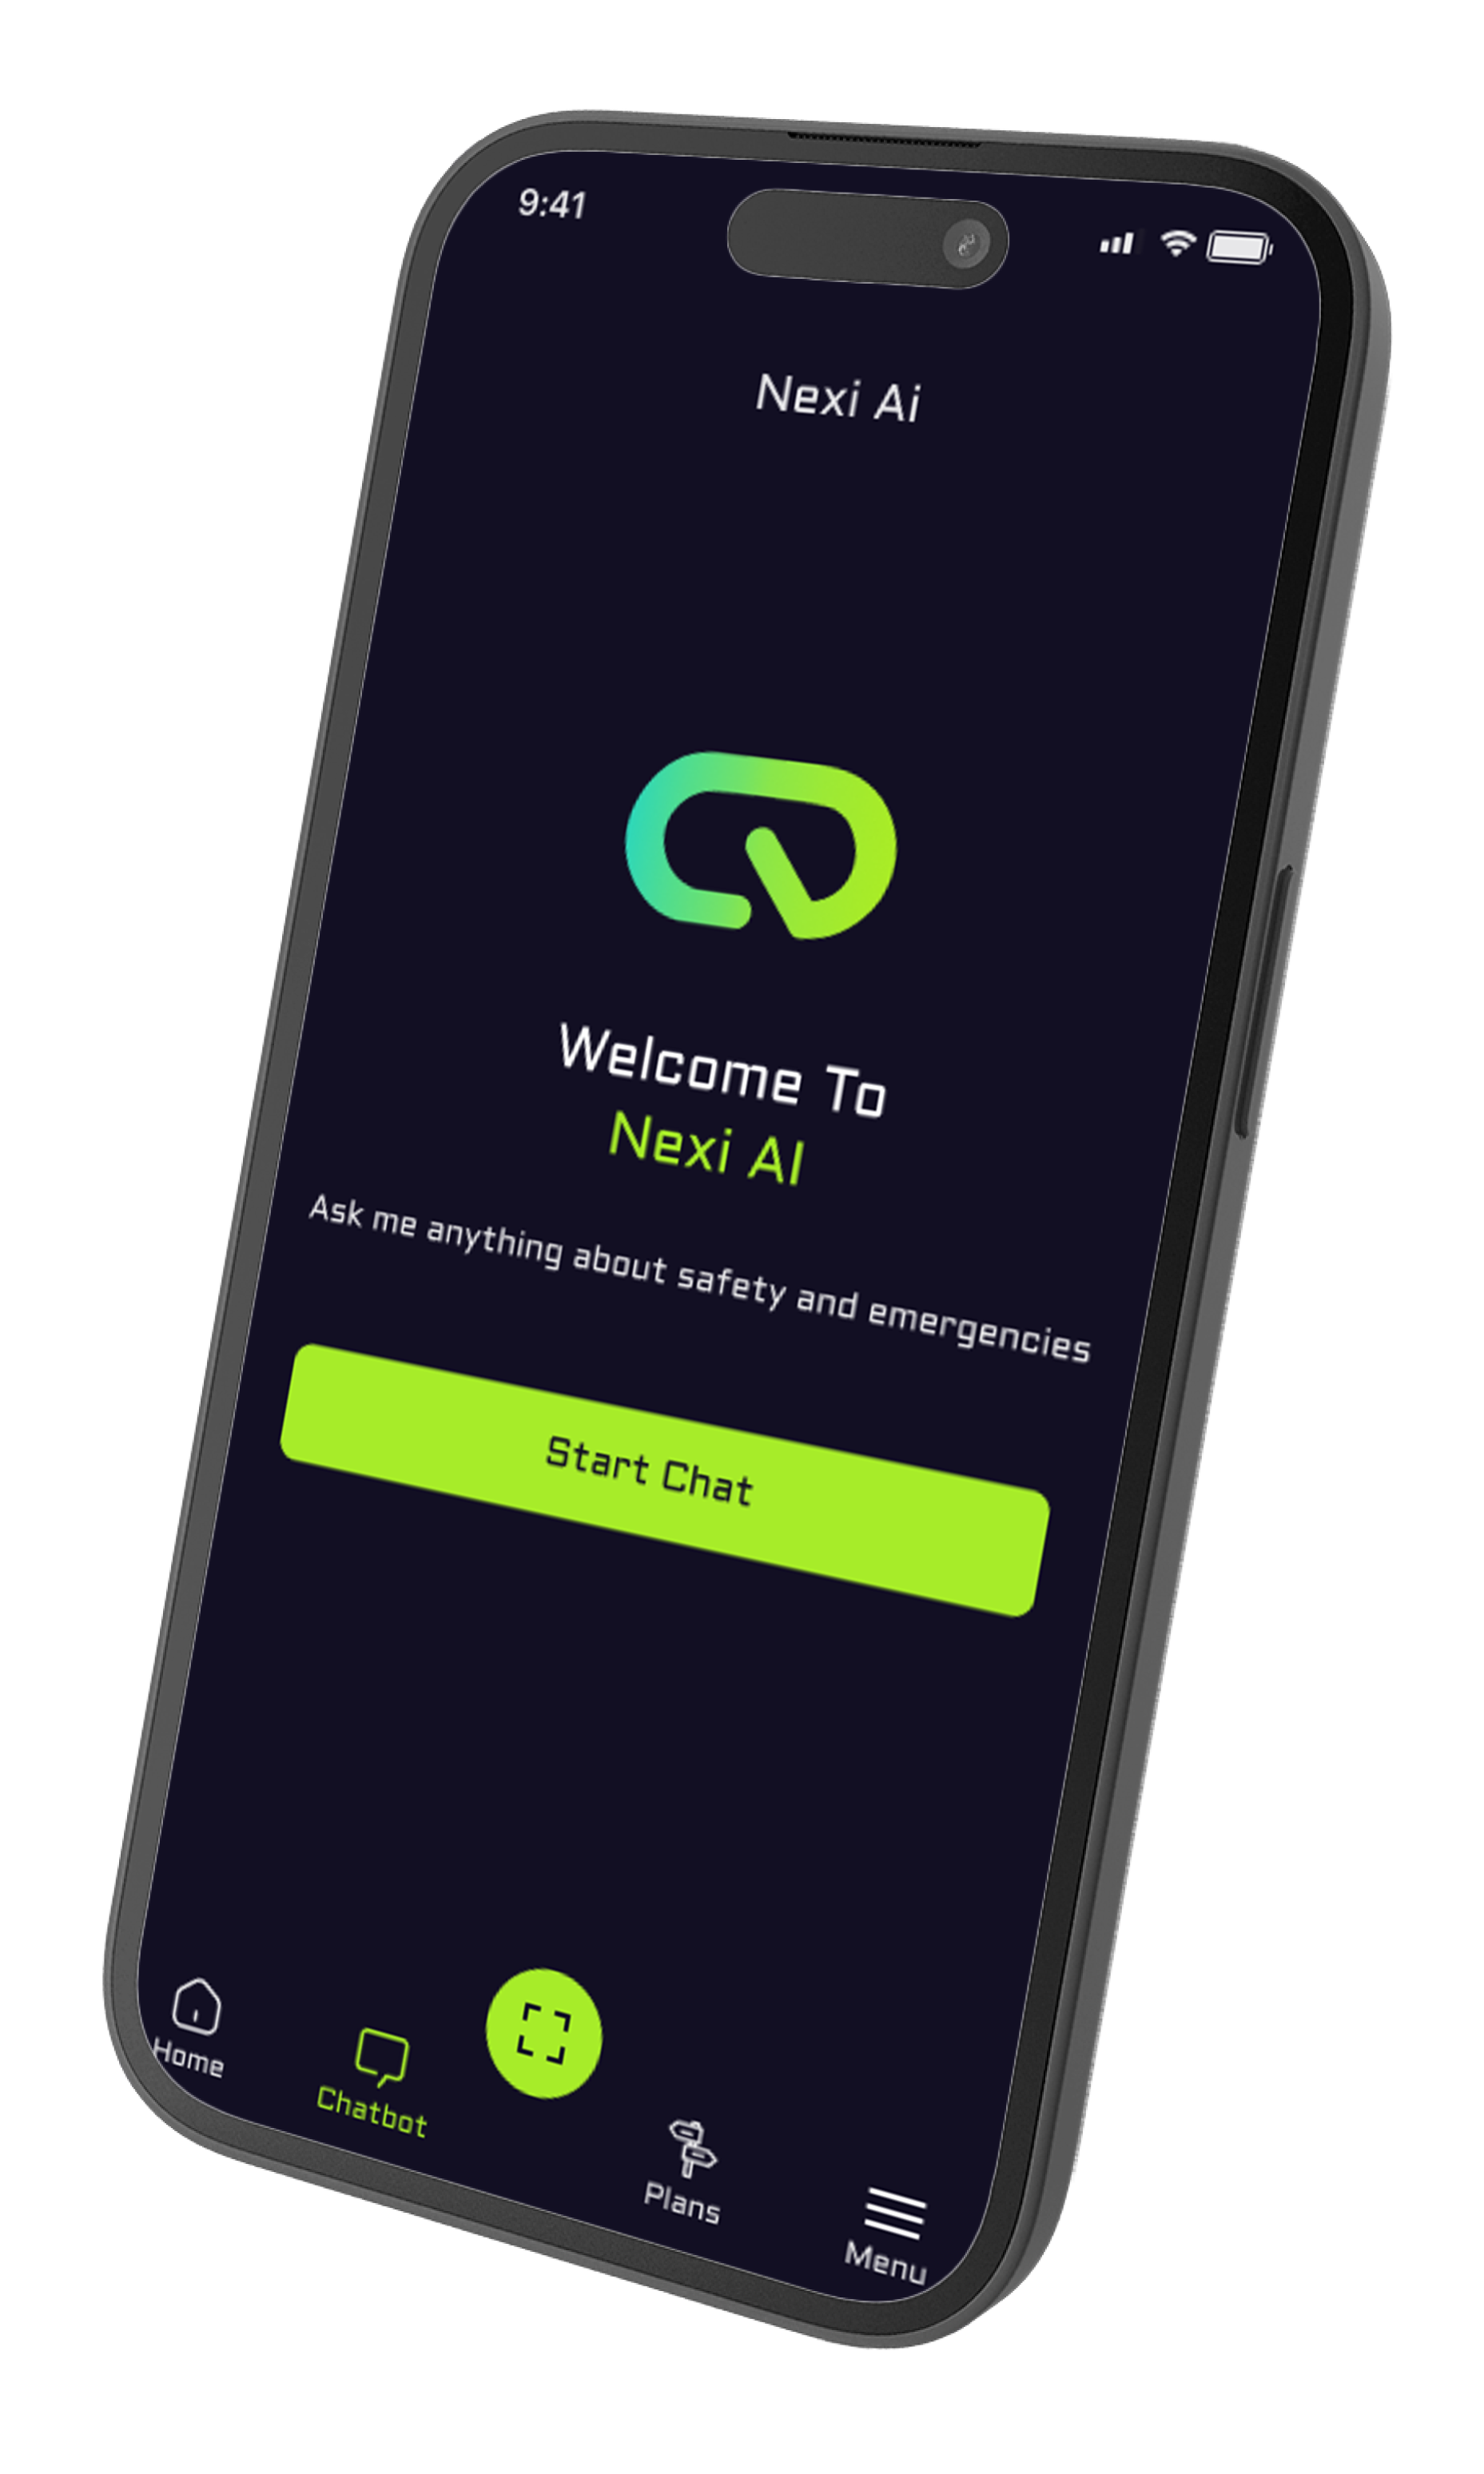 9:41
Nexi Ai
Welcome To
Nexi AI
Ask me anything about safety and emergencies
Start Chat
Home
Chatbot
Plans
Menu